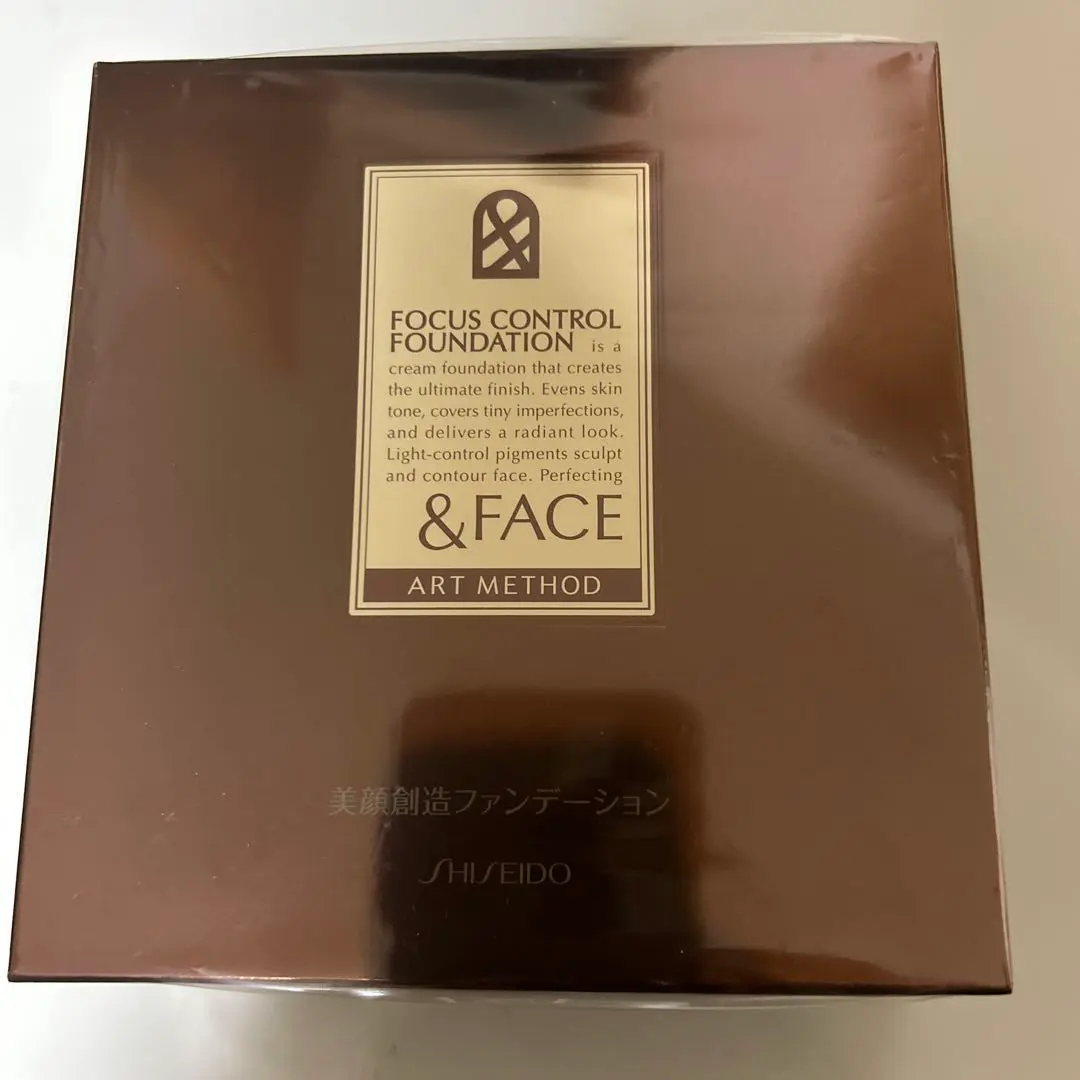 FOCUS CONTROL
FOUNDATION is a
cream foundation that creates
the ultimate finish. Evens skin
tone, covers tiny imperfections,
and delivers a radiant look.
Light-control pigments sculpt
and contour face. Perfecting
&FACE
ART METHOD
美顔創造ファンデーション
SHISEIDO